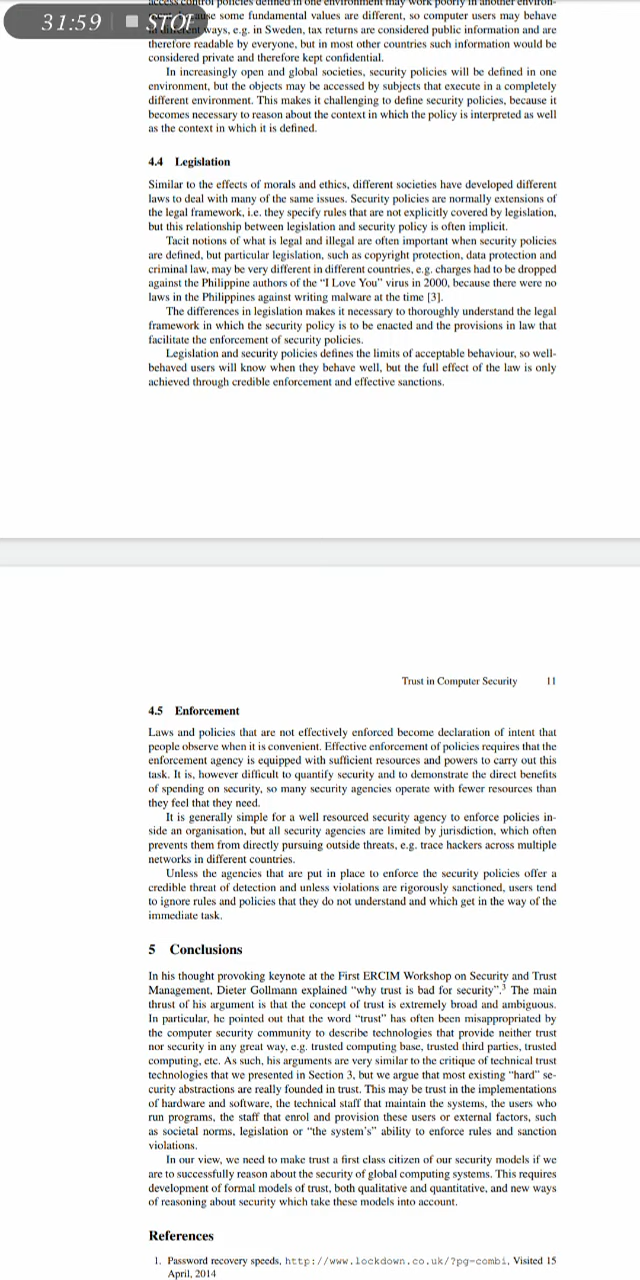 access control policies defined in one environment may work poorly in another environ-
31:59 STOP
some fundamental values are different, so computer users may behave
ways, e.g. in Sweden, tax returns are considered public information and are
therefore readable by everyone, but in most other countries such information would be
considered private and therefore kept confidential.
In increasingly open and global societies, security policies will be defined in one
environment, but the objects may be accessed by subjects that execute in a completely
different environment. This makes it challenging to define security policies, because it
becomes necessary to reason about the context in which the policy is interpreted as well
as the context in which it is defined.
4.4 Legislation
Similar to the effects of morals and ethics, different societies have developed different
laws to deal with many of the same issues. Security policies are normally extensions of
the legal framework, i.e. they specify rules that are not explicitly covered by legislation,
but this relationship between legislation and security policy is often implicit.
Tacit notions of what is legal and illegal are often important when security policies
are defined, but particular legislation, such as copyright protection, data protection and
criminal law, may be very different in different countries, e.g. charges had to be dropped
against the Philippine authors of the "I Love You" virus in 2000, because there were no
laws in the Philippines against writing malware at the time [3].
The differences in legislation makes it necessary to thoroughly understand the legal
framework in which the security policy is to be enacted and the provisions in law that
facilitate the enforcement of security policies.
Legislation and security policies defines the limits of acceptable behaviour, so well-
behaved users will know when they behave well, but the full effect of the law is only
achieved through credible enforcement and effective sanctions.
Trust in Computer Security 11
4.5 Enforcement
Laws and policies that are not effectively enforced become declaration of intent that
people observe when it is convenient. Effective enforcement of policies requires that the
enforcement agency is equipped with sufficient resources and powers to carry out this
task. It is, however difficult to quantify security and to demonstrate the direct benefits
of spending on security, so many security agencies operate with fewer resources than
they feel that they need.
It is generally simple for a well resourced security agency to enforce policies in-
side an organisation, but all security agencies are limited by jurisdiction, which often
prevents them from directly pursuing outside threats, e.g. trace hackers across multiple
networks in different countries.
Unless the agencies that are put in place to enforce the security policies offer a
credible threat of detection and unless violations are rigorously sanctioned, users tend
to ignore rules and policies that they do not understand and which get in the way of the
immediate task.
5 Conclusions
In his thought provoking keynote at the First ERCIM Workshop on Security and Trust
Management, Dieter Gollmann explained "why trust is bad for security".3 The main
thrust of his argument is that the concept of trust is extremely broad and ambiguous.
In particular, he pointed out that the word "trust" has often been misappropriated by
the computer security community to describe technologies that provide neither trust
nor security in any great way, e.g. trusted computing base, trusted third parties, trusted
computing, etc. As such, his arguments are very similar to the critique of technical trust
technologies that we presented in Section 3, but we argue that most existing "hard" se-
curity abstractions are really founded in trust. This may be trust in the implementations
of hardware and software, the technical staff that maintain the systems, the users who
run programs, the staff that enrol and provision these users or external factors, such
as societal norms, legislation or "the system's" ability to enforce rules and sanction
violations.
In our view, we need to make trust a first class citizen of our security models if we
are to successfully reason about the security of global computing systems. This requires
development of formal models of trust, both qualitative and quantitative, and new ways
of reasoning about security which take these models into account.
References
1. Password recovery speeds, http://www.lockdown.co.uk/?pg=combi, Visited 15
April, 2014